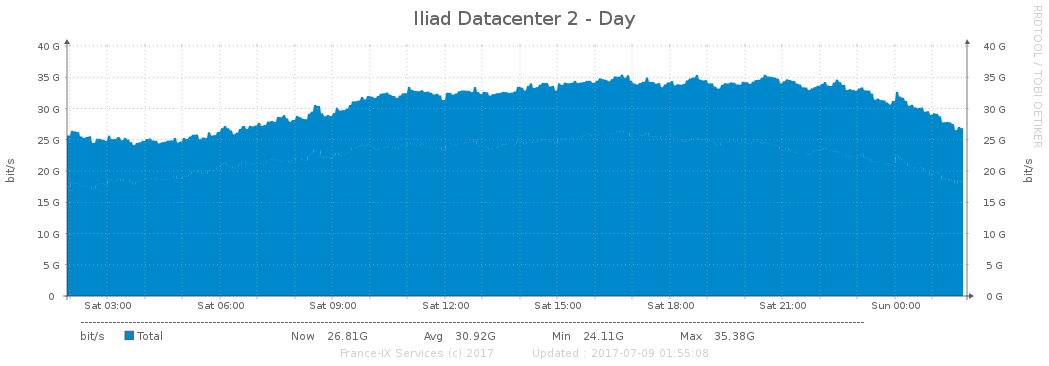 Iliad Datacenter 2 - Day
RRDTOOL / TOBI OETIKER
40 G 40 G
35 G 35 G
30 G 30 G
25 G 25 G
20 G 20 G
15 G 15 G
10 G 10 G
5 G 5 G
0 0 G
bit/s bit/s
Sat 03:00 Sat 06:00 Sat 09:00 Sat 12:00 Sat 15:00 Sat 18:00 Sat 21:00 Sun 00:00
bit/s Total Now 26.81G Avg 30.92G Min 24.11G Max 35.38G
France-IX Services (c) 2017 Updated : 2017-07-09 01:55:08